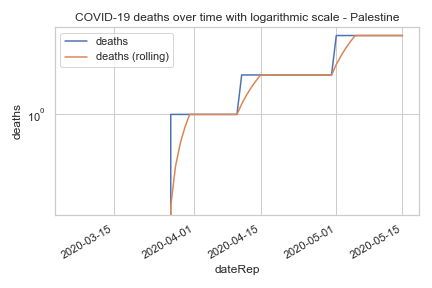 COVID-19 deaths over time with logarithmic scale - Palestine
deaths
deaths (rolling)
deaths
10⁰
2020-03-15
2020-04-01
2020-04-15
2020-05-01
2020-05-15
dateRep